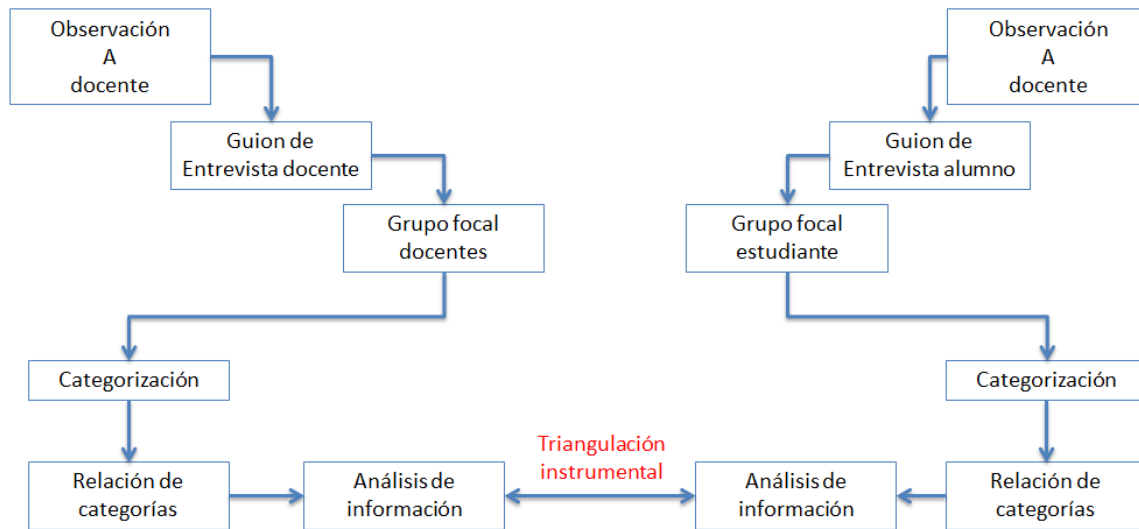 Observación
A
docente
Observación
A
docente
Guion de
Entrevista docente
Guion de
Entrevista alumno
Grupo focal
docentes
Grupo focal
estudiante
Categorización
Categorización
Triangulación
instrumental
Relación de
categorías
Análisis de
información
Análisis de
información
Relación de
categorías